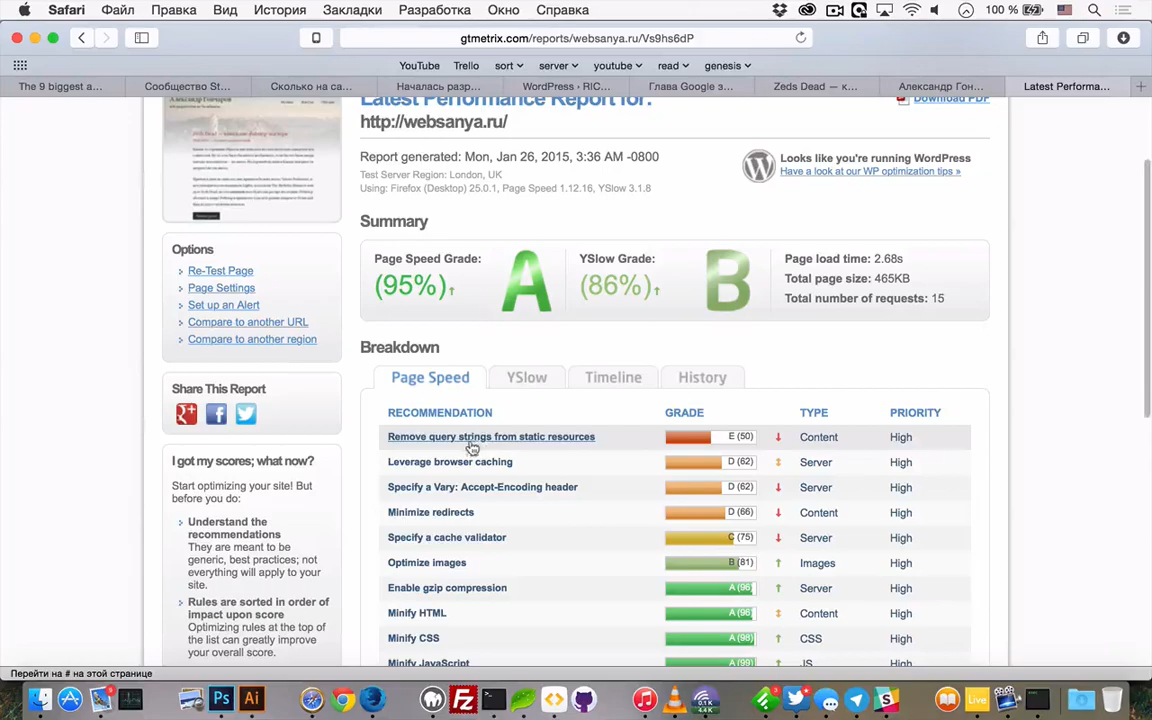 Safari Файл Правка Вид История Закладки Разработка Окно Справка 100 %
gtmetrix.com/reports/websanya.ru/Vs9hs6dP
YouTube Trello sort server youtube read genesis
The 9 biggest a... Сообщество St... Сколько на са... Началась разр... WordPress › RIC... Глава Google з... Zeds Dead — к... Александр Гон... Latest Performa...
Latest Performance Report for: Download PDF
http://websanya.ru/
Report generated: Mon, Jan 26, 2015, 3:36 AM -0800
Test Server Region: London, UK
Using: Firefox (Desktop) 25.0.1, Page Speed 1.12.16, YSlow 3.1.8
Looks like you're running WordPress
Have a look at our WP optimization tips »
Summary
Page Speed Grade:
(95%) A
YSlow Grade:
(86%) B
Page load time: 2.68s
Total page size: 465KB
Total number of requests: 15
Options
Re-Test Page
Page Settings
Set up an Alert
Compare to another URL
Compare to another region
Share This Report
I got my scores; what now?
Start optimizing your site! But
before you do:
Understand the
recommendations
They are meant to be
generic, best practices; not
everything will apply to your
site.
Rules are sorted in order of
impact upon score
Optimizing rules at the top of
the list can greatly improve
your overall score.
Breakdown
Page Speed YSlow Timeline History
RECOMMENDATION GRADE TYPE PRIORITY
Remove query strings from static resources E (50) Content High
Leverage browser caching D (62) Server High
Specify a Vary: Accept-Encoding header D (62) Server High
Minimize redirects D (66) Content High
Specify a cache validator C (75) Server High
Optimize images B (81) Images High
Enable gzip compression A (96) Server High
Minify HTML A (96) Content High
Minify CSS A (98) CSS High
Minify JavaScript A (99) JS High
Перейти на # на этой странице